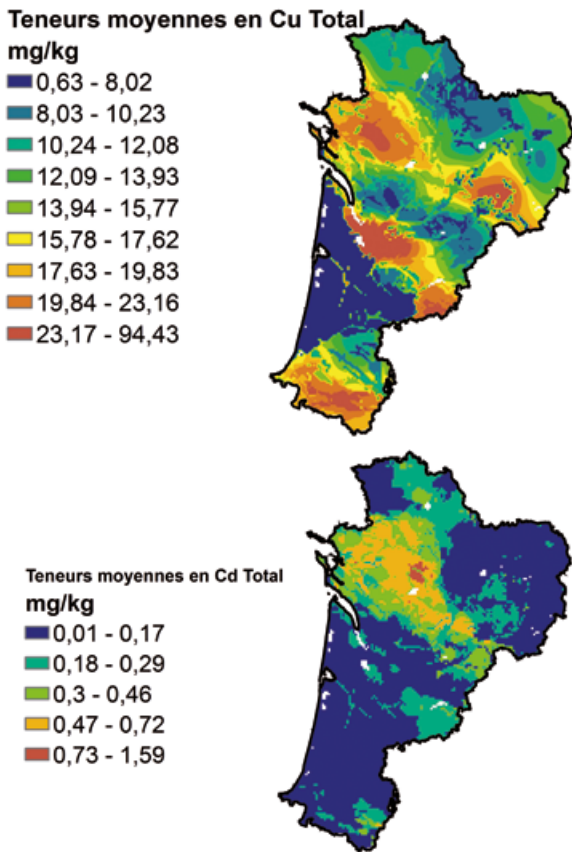 Teneurs moyennes en Cu Total
mg/kg
0,63 - 8,02
8,03 - 10,23
10,24 - 12,08
12,09 - 13,93
13,94 - 15,77
15,78 - 17,62
17,63 - 19,83
19,84 - 23,16
23,17 - 94,43
Teneurs moyennes en Cd Total
mg/kg
0,01 - 0,17
0,18 - 0,29
0,3 - 0,46
0,47 - 0,72
0,73 - 1,59